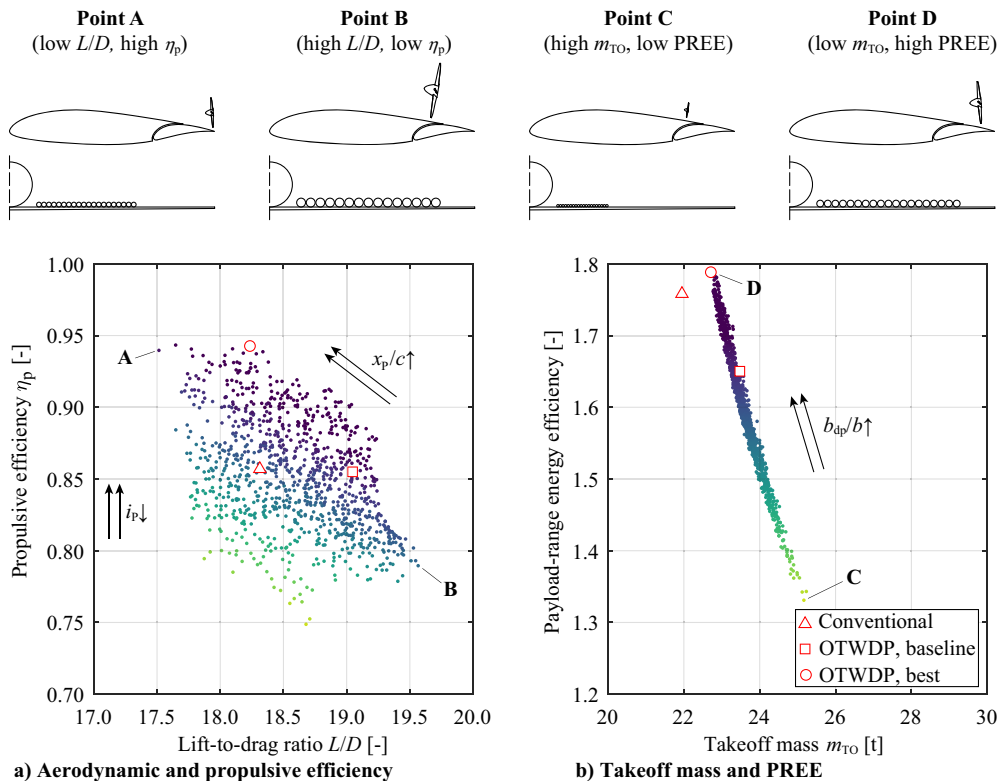 Point A
(low L/D, high ηp)
Point B
(high L/D, low ηp)
Point C
(high mTO, low PREE)
Point D
(low mTO, high PREE)
1.00
0.95
0.90
0.85
0.80
0.75
0.70
Propulsive efficiency ηp [-]
A
xP/c↑
iP↓
B
17.0
17.5
18.0
18.5
19.0
19.5
20.0
Lift-to-drag ratio L/D [-]
a) Aerodynamic and propulsive efficiency
1.8
1.7
1.6
1.5
1.4
1.3
1.2
Payload-range energy efficiency [-]
D
bdp/b↑
C
Conventional
OTWDP, baseline
OTWDP, best
20
22
24
26
28
30
Takeoff mass mTO [t]
b) Takeoff mass and PREE